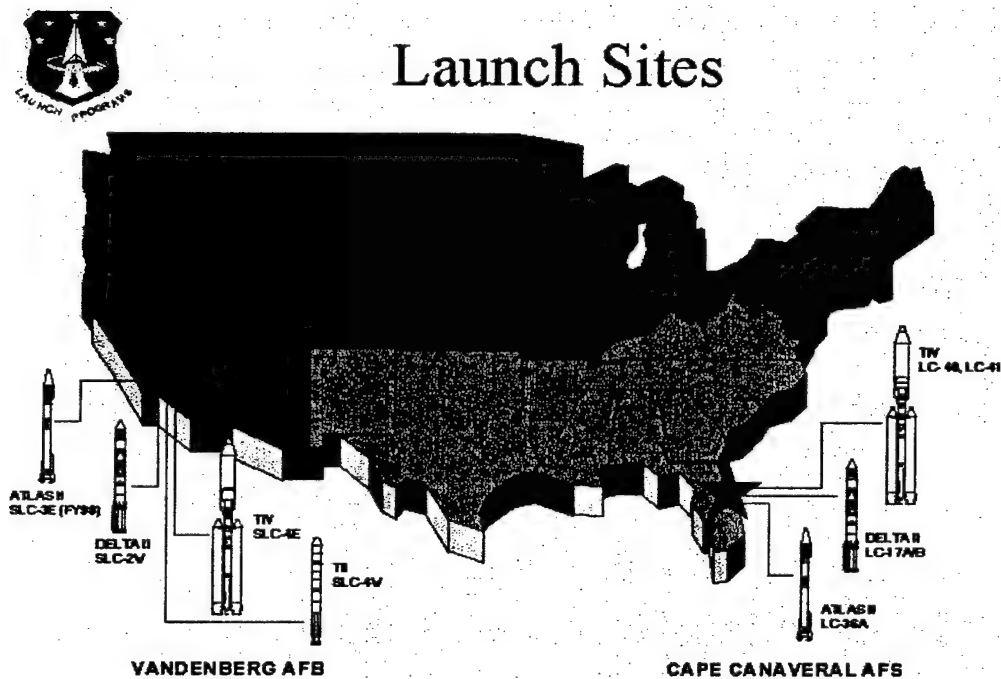 LAUNCH PROGRAMS
Launch Sites
TIV
LC-40, LC-41
ATLAS II
SLC-3E (FY98)
DELTA II
SLC-2W
TIV
SLC-4E
TII
SLC-4W
DELTA II
LC-17A/B
ATLAS II
LC-36A
VANDENBERG AFB
CAPE CANAVERAL AFS